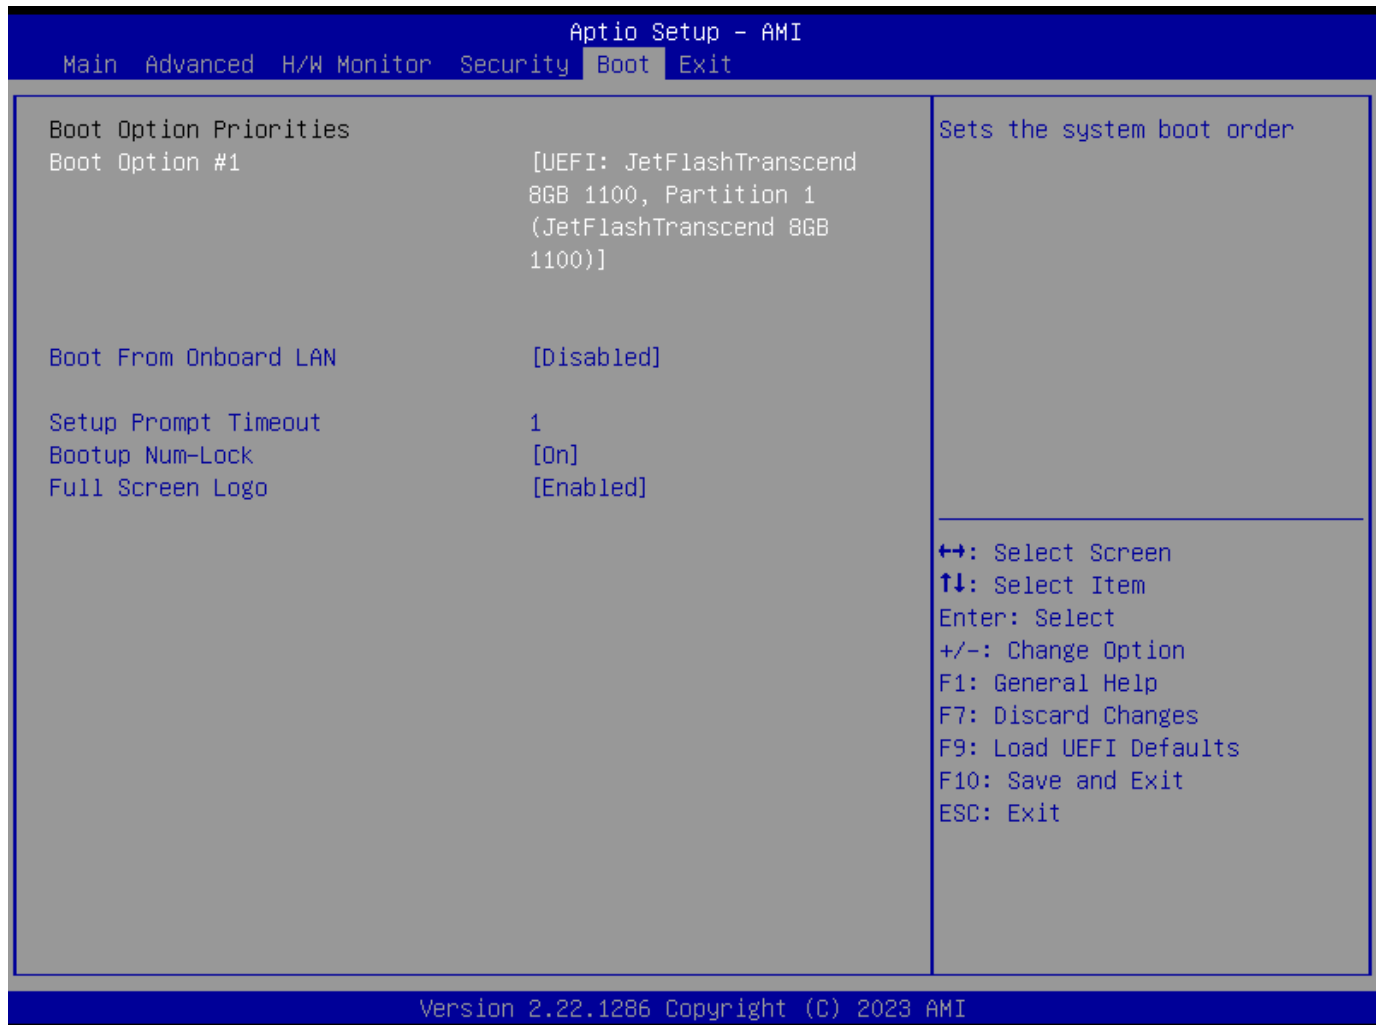 Aptio Setup – AMI
Main Advanced H/W Monitor Security Boot Exit
Boot Option Priorities
Boot Option #1 [UEFI: JetFlashTranscend
8GB 1100, Partition 1
(JetFlashTranscend 8GB
1100)]
Boot From Onboard LAN [Disabled]
Setup Prompt Timeout 1
Bootup Num-Lock [On]
Full Screen Logo [Enabled]
Sets the system boot order
↔: Select Screen
↑↓: Select Item
Enter: Select
+/-: Change Option
F1: General Help
F7: Discard Changes
F9: Load UEFI Defaults
F10: Save and Exit
ESC: Exit
Version 2.22.1286 Copyright (C) 2023 AMI